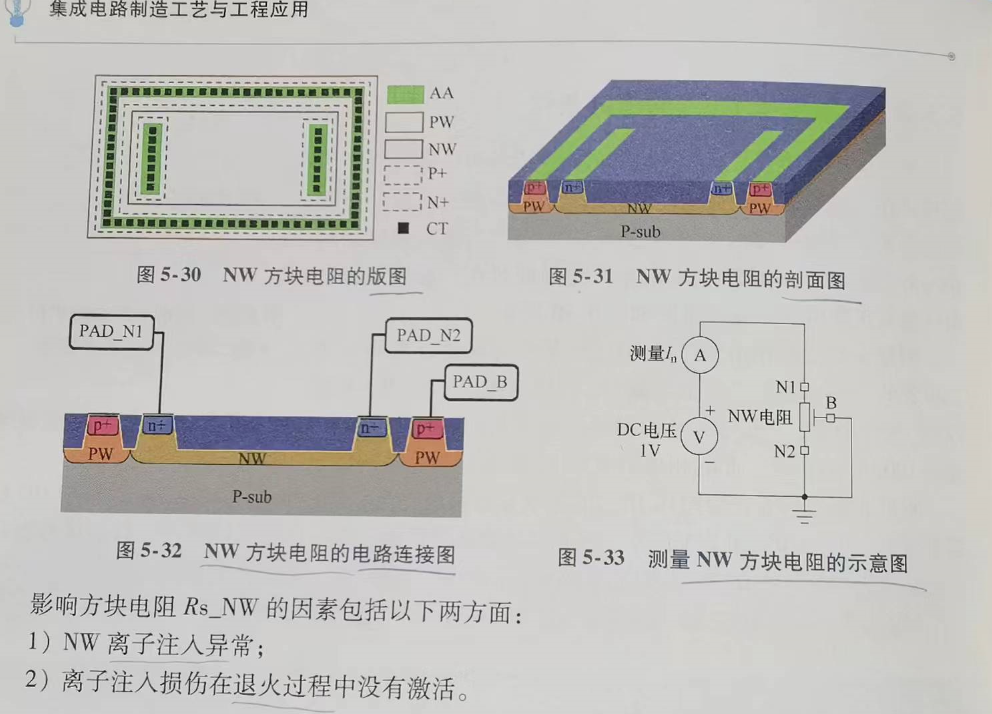 集成电路制造工艺与工程应用
AA
PW
NW
P+
N+
CT
p+
n+
n+
p+
PW
NW
PW
P-sub
图 5-30 NW 方块电阻的版图
图 5-31 NW 方块电阻的剖面图
PAD_N1
PAD_N2
PAD_B
p+
n+
n+
p+
PW
NW
PW
P-sub
测量In
A
N1
B
+
NW电阻
DC电压
1V
V
N2
−
图 5-32 NW 方块电阻的电路连接图
图 5-33 测量 NW 方块电阻的示意图
影响方块电阻 Rs_NW 的因素包括以下两方面：
1）NW 离子注入异常；
2）离子注入损伤在退火过程中没有激活。